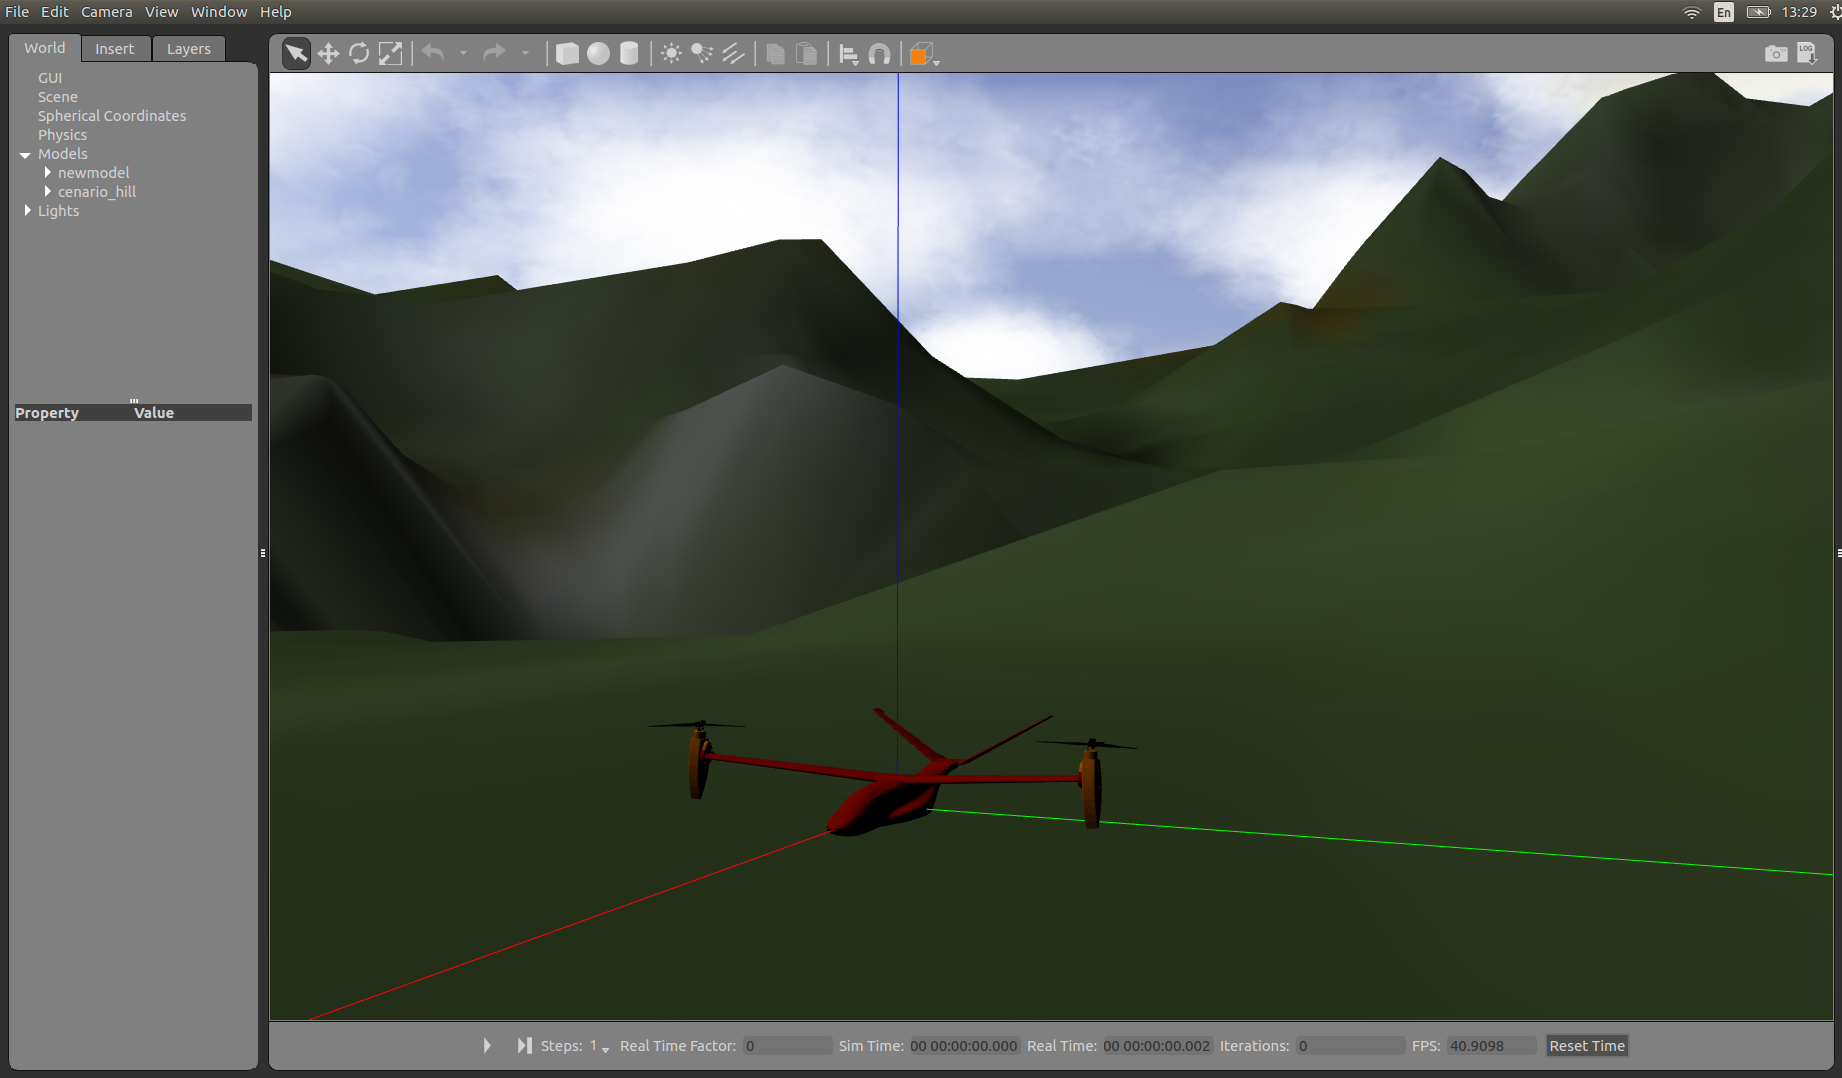 File Edit Camera View Window Help
En 13:29
World Insert Layers
GUI
Scene
Spherical Coordinates
Physics
Models
newmodel
cenario_hill
Lights
Property Value
LOG
Steps: 1 Real Time Factor: 0 Sim Time: 00 00:00:00.000 Real Time: 00 00:00:00.002 Iterations: 0 FPS: 40.9098 Reset Time